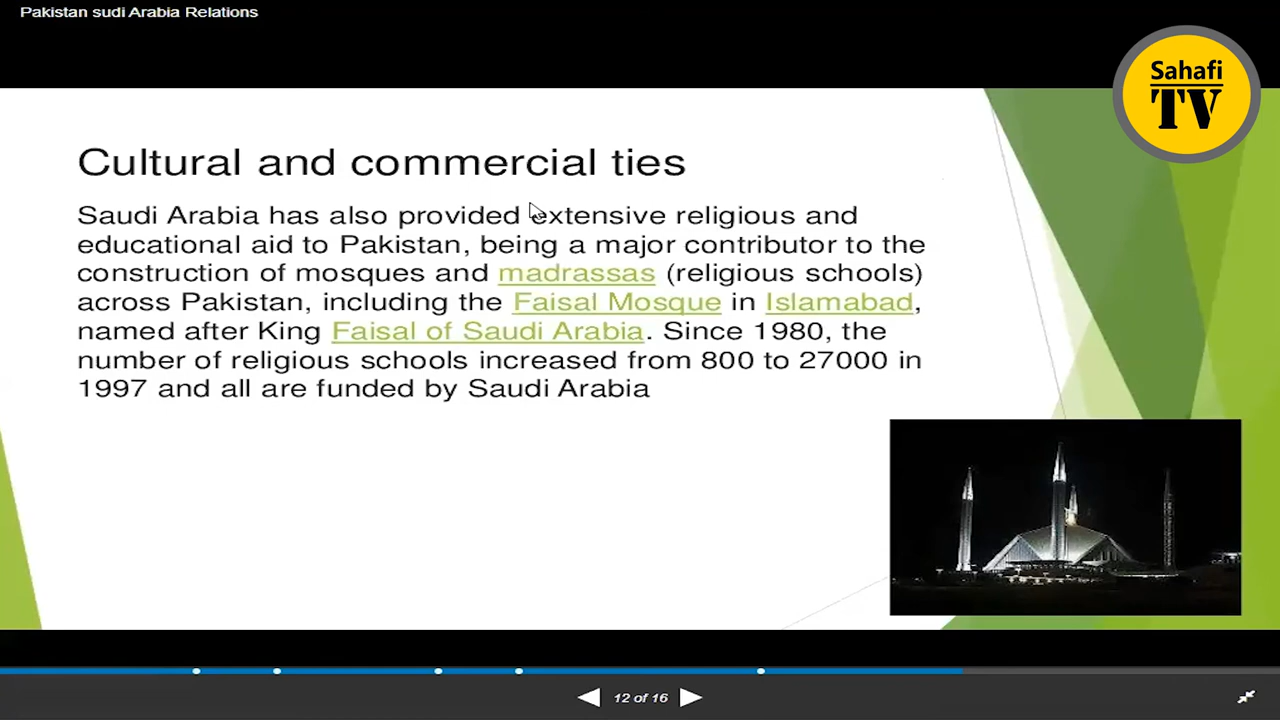 Pakistan sudi Arabia Relations
Sahafi
TV
Cultural and commercial ties
Saudi Arabia has also provided extensive religious and
educational aid to Pakistan, being a major contributor to the
construction of mosques and madrassas (religious schools)
across Pakistan, including the Faisal Mosque in Islamabad,
named after King Faisal of Saudi Arabia. Since 1980, the
number of religious schools increased from 800 to 27000 in
1997 and all are funded by Saudi Arabia
12 of 16